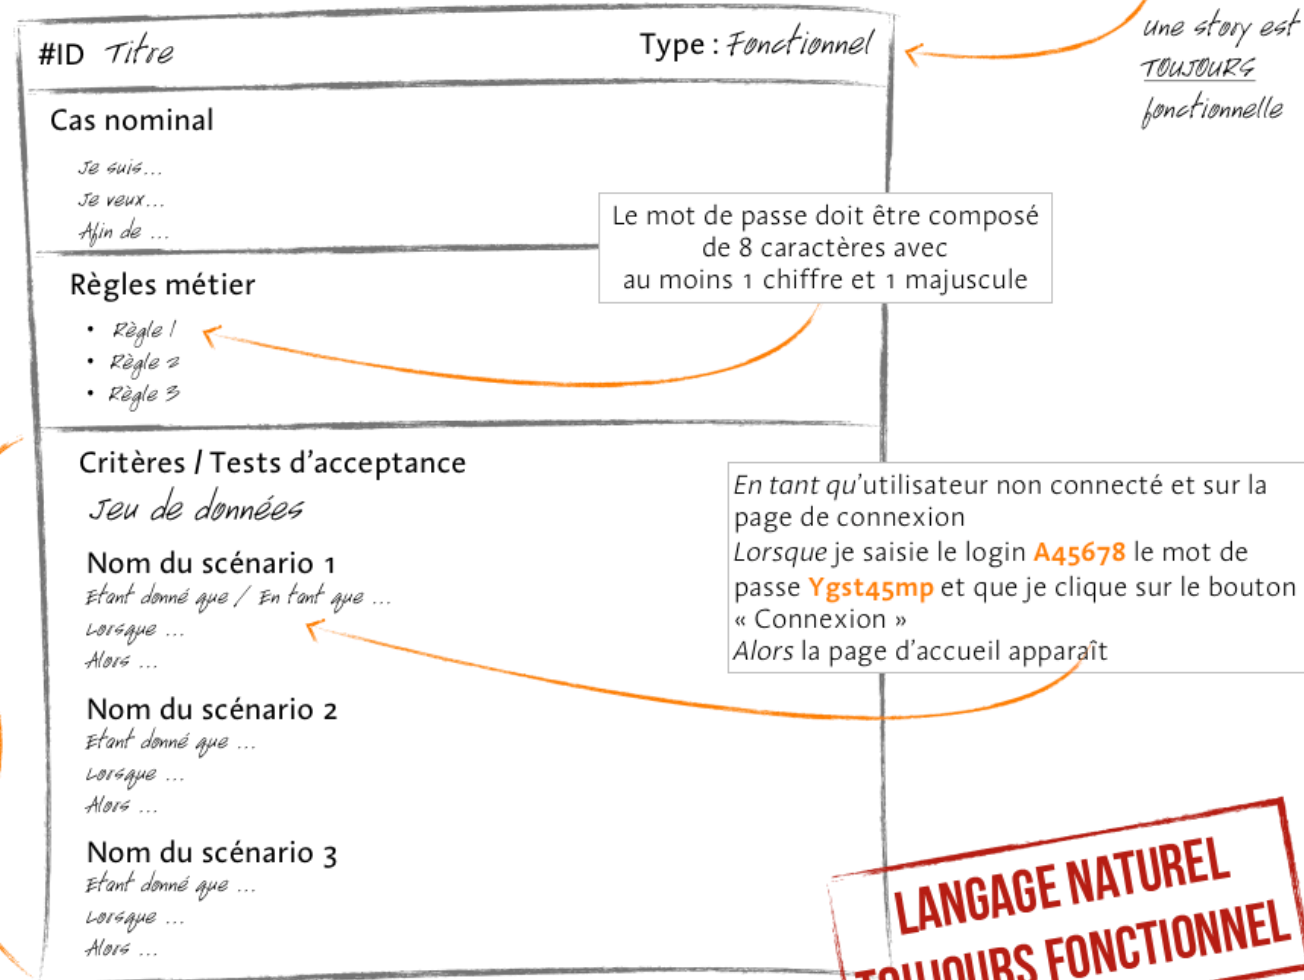 #ID Titre
Type : Fonctionnel
une story est
TOUJOURS
fonctionnelle
Cas nominal
Je suis...
Je veux...
Afin de ...
Le mot de passe doit être composé
de 8 caractères avec
au moins 1 chiffre et 1 majuscule
Règles métier
• Règle 1
• Règle 2
• Règle 3
Critères / Tests d'acceptance
Jeu de données
Nom du scénario 1
Etant donné que / En tant que ...
Lorsque ...
Alors ...
En tant qu'utilisateur non connecté et sur la
page de connexion
Lorsque je saisie le login A45678 le mot de
passe Ygst45mp et que je clique sur le bouton
« Connexion »
Alors la page d'accueil apparaît
Nom du scénario 2
Etant donné que ...
Lorsque ...
Alors ...
Nom du scénario 3
Etant donné que ...
Lorsque ...
Alors ...
LANGAGE NATUREL
TOUJOURS FONCTIONNEL